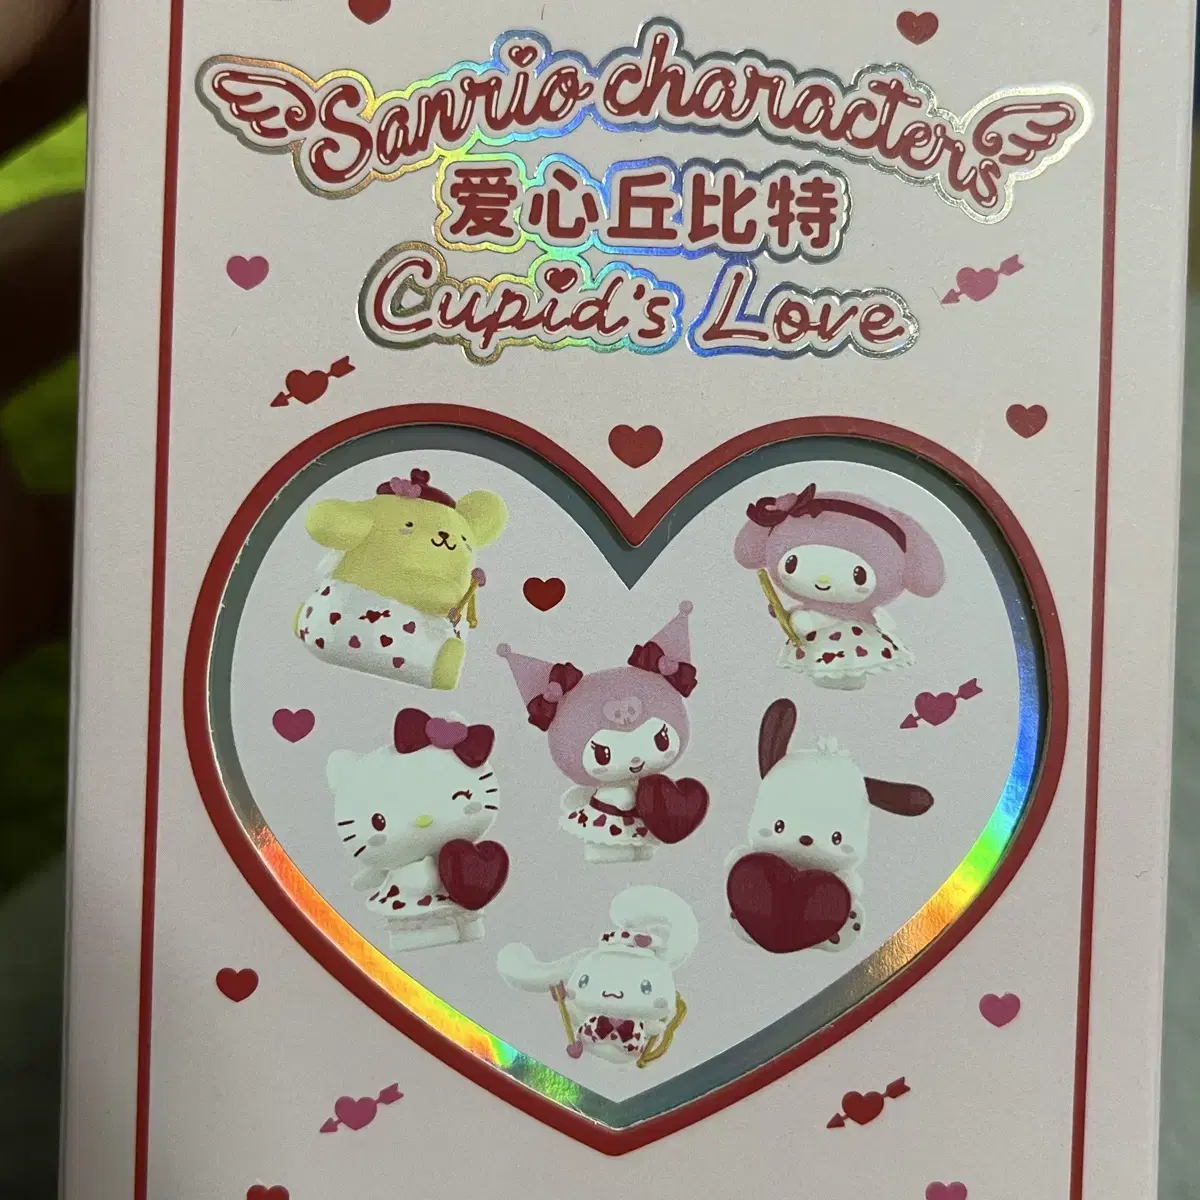 Sanrio characters
爱心丘比特
Cupid's Love